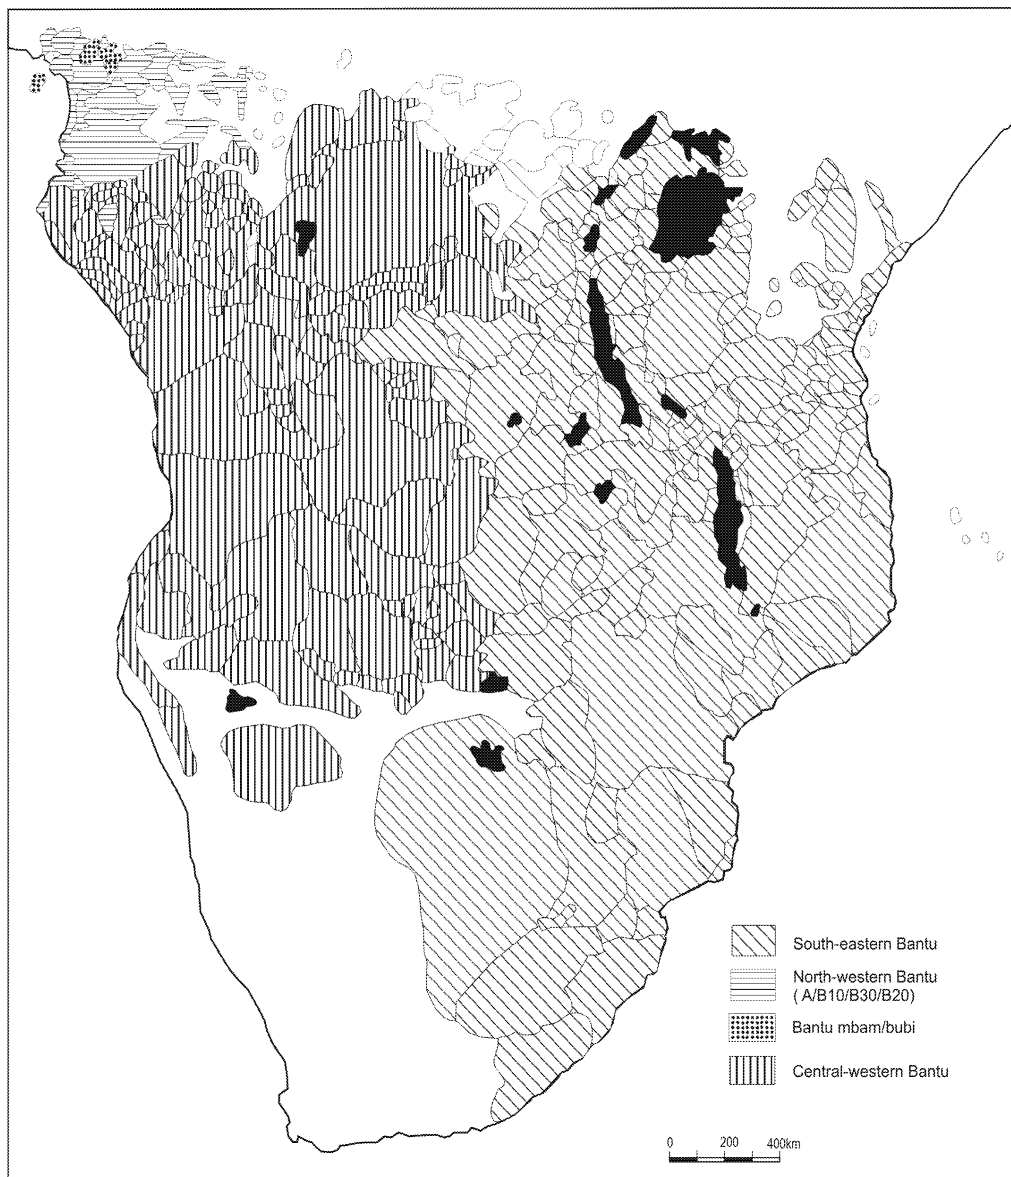 South-eastern Bantu
North-western Bantu
( A/B10/B30/B20)
Bantu mbam/bubi
Central-western Bantu
0 200 400km